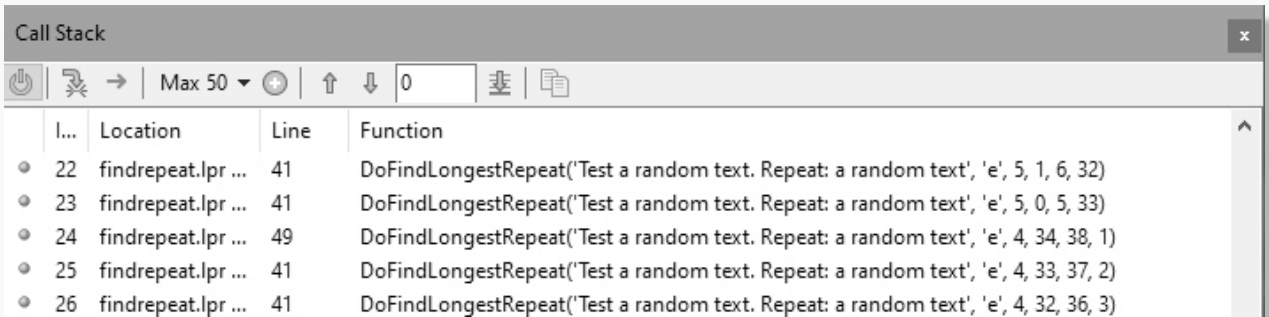 Call Stack
x
Max 50 0
I... Location Line Function
22 findrepeat.lpr ... 41 DoFindLongestRepeat('Test a random text. Repeat: a random text', 'e', 5, 1, 6, 32)
23 findrepeat.lpr ... 41 DoFindLongestRepeat('Test a random text. Repeat: a random text', 'e', 5, 0, 5, 33)
24 findrepeat.lpr ... 49 DoFindLongestRepeat('Test a random text. Repeat: a random text', 'e', 4, 34, 38, 1)
25 findrepeat.lpr ... 41 DoFindLongestRepeat('Test a random text. Repeat: a random text', 'e', 4, 33, 37, 2)
26 findrepeat.lpr ... 41 DoFindLongestRepeat('Test a random text. Repeat: a random text', 'e', 4, 32, 36, 3)